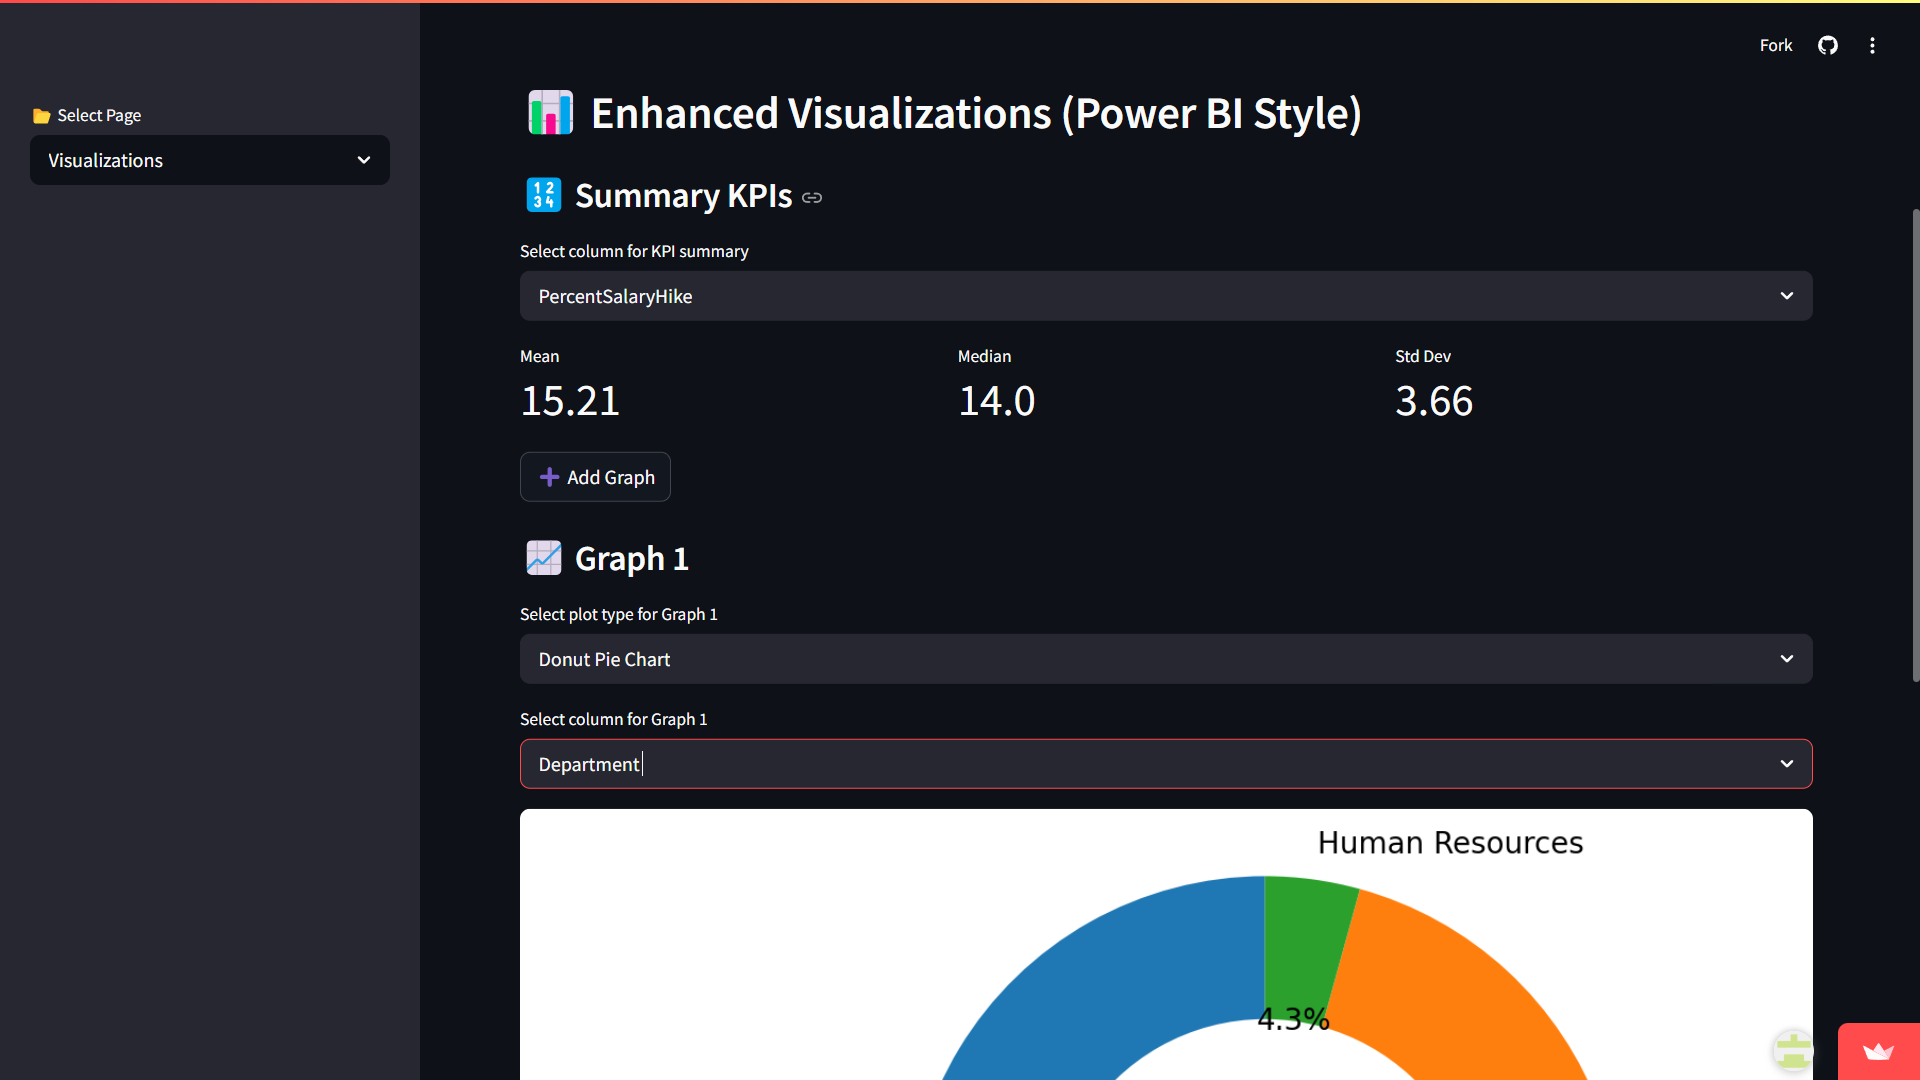 Fork
Select Page
Visualizations
Enhanced Visualizations (Power BI Style)
Summary KPIs
Select column for KPI summary
PercentSalaryHike
Mean
Median
Std Dev
15.21
14.0
3.66
Add Graph
Graph 1
Select plot type for Graph 1
Donut Pie Chart
Select column for Graph 1
Department
Human Resources
4.3%